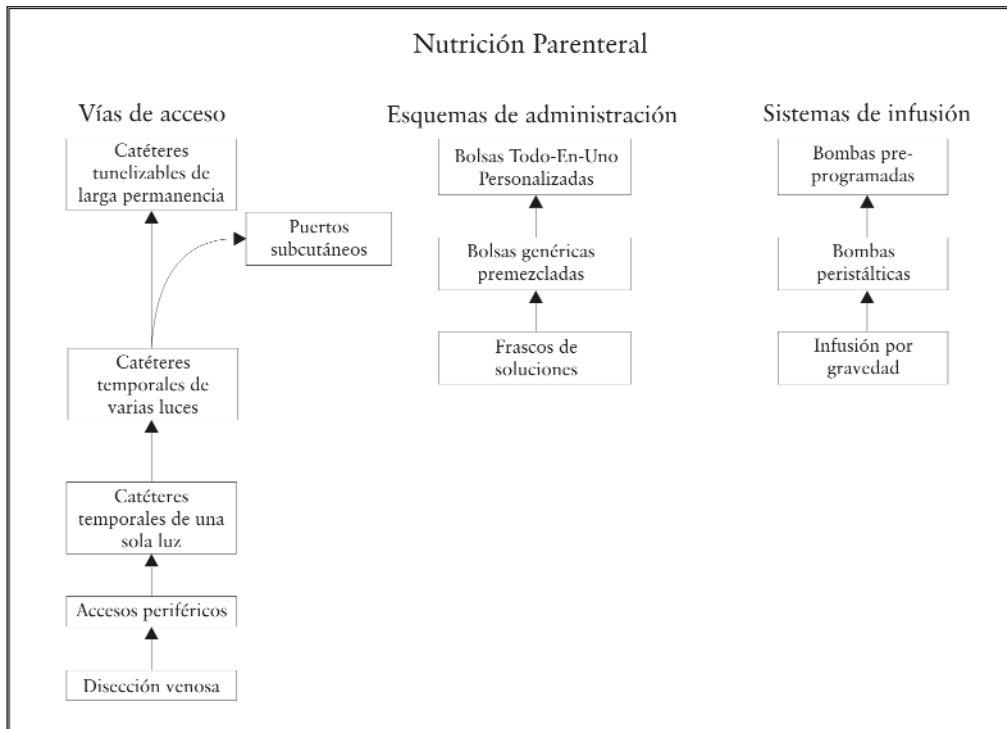 Nutrición Parenteral
Vías de acceso
Catéteres
tunelizables de
larga permanencia
Puertos
subcutáneos
Catéteres
temporales de
varias luces
Catéteres
temporales de una
sola luz
Accesos periféricos
Disección venosa
Esquemas de administración
Bolsas Todo-En-Uno
Personalizadas
Bolsas genéricas
premezcladas
Frascos de
soluciones
Sistemas de infusión
Bombas pre-
programadas
Bombas
peristálticas
Infusión por
gravedad